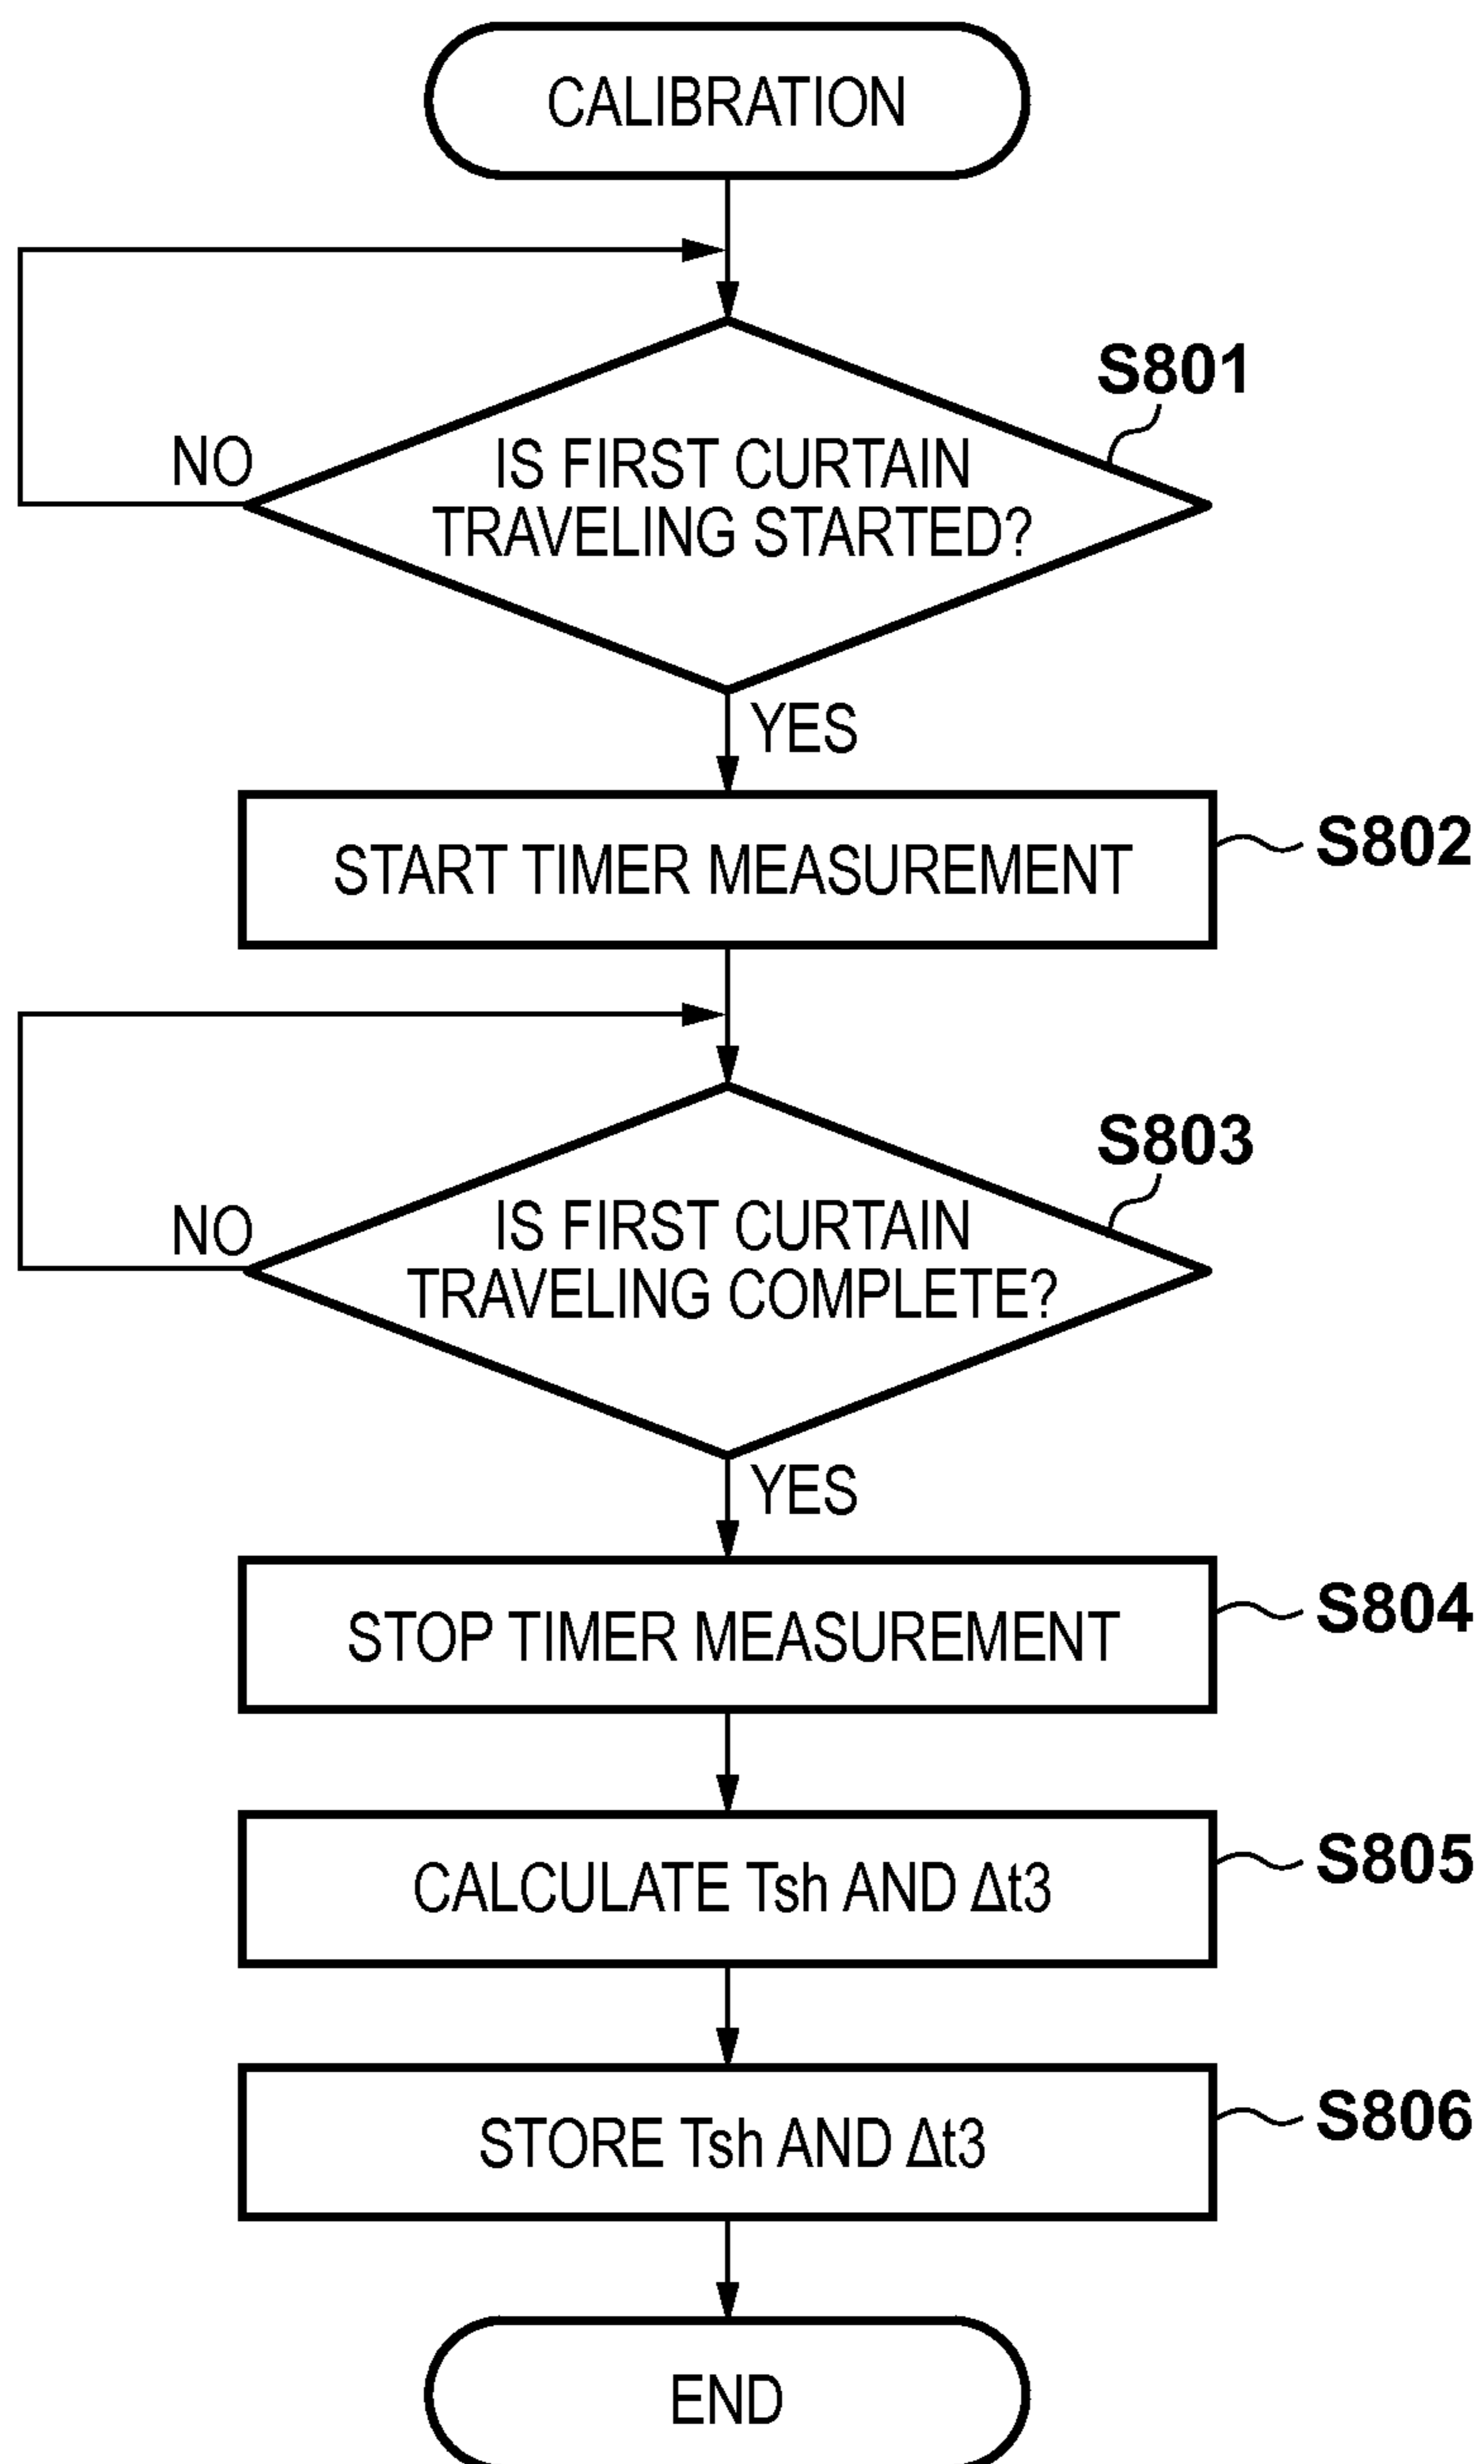 CALIBRATION
S801
IS FIRST CURTAIN
TRAVELING STARTED?
NO
YES
START TIMER MEASUREMENT
S802
S803
IS FIRST CURTAIN
TRAVELING COMPLETE?
NO
YES
STOP TIMER MEASUREMENT
S804
CALCULATE Tsh AND Δt3
S805
STORE Tsh AND Δt3
S806
END